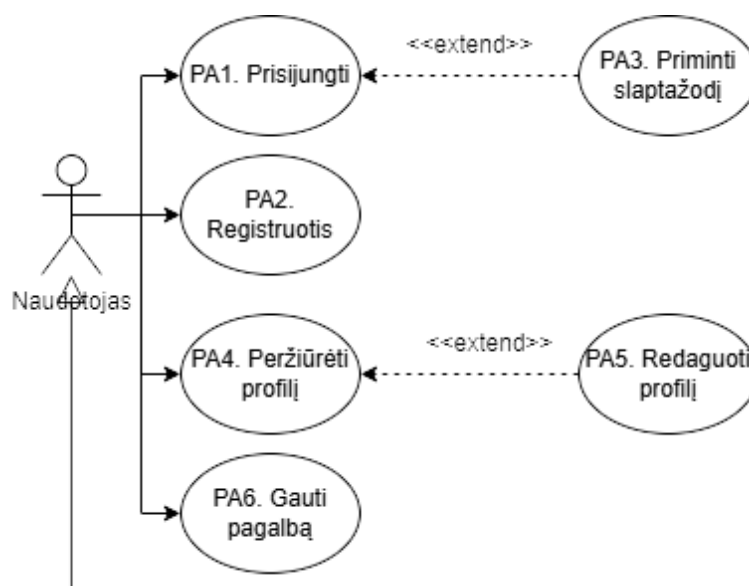 <<extend>>
PA1. Prisijungti
PA3. Priminti
slaptažodį
PA2.
Registruotis
Naudotojas
<<extend>>
PA4. Peržiūrėti
profilį
PA5. Redaguoti
profilį
PA6. Gauti
pagalbą